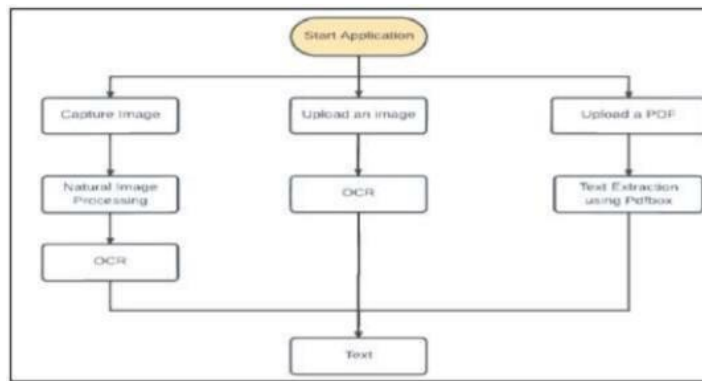 Start Application
Capture Image
Upload an image
Upload a PDF
Natural Image
Processing
OCR
Text Extraction
using Pdfbox
OCR
Text